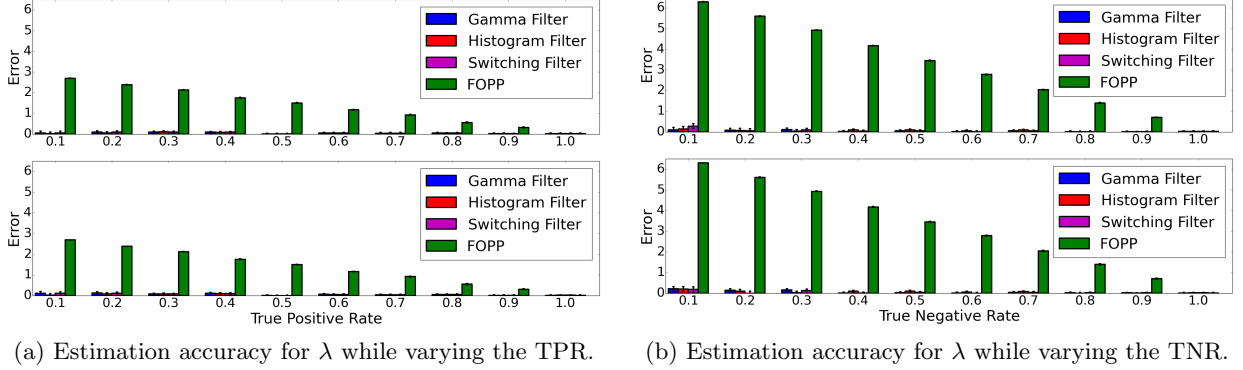 6
5
4
3
2
1
0
Error
Gamma Filter
Histogram Filter
Switching Filter
FOPP
0.1 0.2 0.3 0.4 0.5 0.6 0.7 0.8 0.9 1.0
6
5
4
3
2
1
0
Error
Gamma Filter
Histogram Filter
Switching Filter
FOPP
0.1 0.2 0.3 0.4 0.5 0.6 0.7 0.8 0.9 1.0
True Positive Rate
(a) Estimation accuracy for λ while varying the TPR.
6
5
4
3
2
1
0
Error
Gamma Filter
Histogram Filter
Switching Filter
FOPP
0.1 0.2 0.3 0.4 0.5 0.6 0.7 0.8 0.9 1.0
6
5
4
3
2
1
0
Error
Gamma Filter
Histogram Filter
Switching Filter
FOPP
0.1 0.2 0.3 0.4 0.5 0.6 0.7 0.8 0.9 1.0
True Negative Rate
(b) Estimation accuracy for λ while varying the TNR.